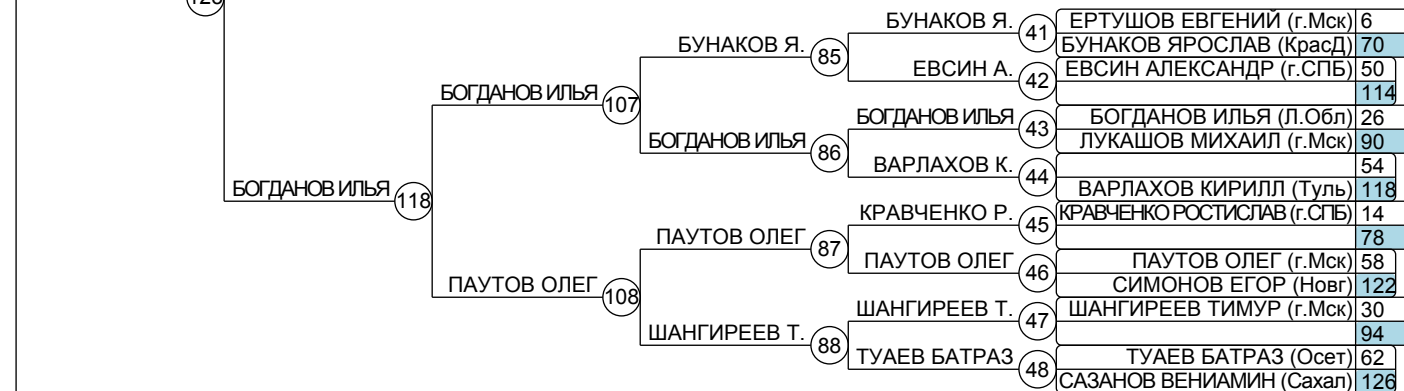 БУНАКОВ Я. 41 ЕРТУШОВ ЕВГЕНИЙ (г.Мск) 6
БУНАКОВ Я. 85 БУНАКОВ ЯРОСЛАВ (КрасД) 70
ЕВСИН А. 42 ЕВСИН АЛЕКСАНДР (г.СПБ) 50
БОГДАНОВ ИЛЬЯ 107 114
БОГДАНОВ ИЛЬЯ 43 БОГДАНОВ ИЛЬЯ (Л.Обл) 26
БОГДАНОВ ИЛЬЯ 86 ЛУКАШОВ МИХАИЛ (г.Мск) 90
ВАРЛАХОВ К. 44 54
БОГДАНОВ ИЛЬЯ 118 ВАРЛАХОВ КИРИЛЛ (Туль) 118
КРАВЧЕНКО Р. 45 КРАВЧЕНКО РОСТИСЛАВ (г.СПБ) 14
ПАУТОВ ОЛЕГ 87 78
ПАУТОВ ОЛЕГ 46 ПАУТОВ ОЛЕГ (г.Мск) 58
ПАУТОВ ОЛЕГ 108 СИМОНОВ ЕГОР (Новг) 122
ШАНГИРЕЕВ Т. 47 ШАНГИРЕЕВ ТИМУР (г.Мск) 30
ШАНГИРЕЕВ Т. 88 94
ТУАЕВ БАТРАЗ 48 ТУАЕВ БАТРАЗ (Осет) 62
САЗАНОВ ВЕНИАМИН (Сахал) 126